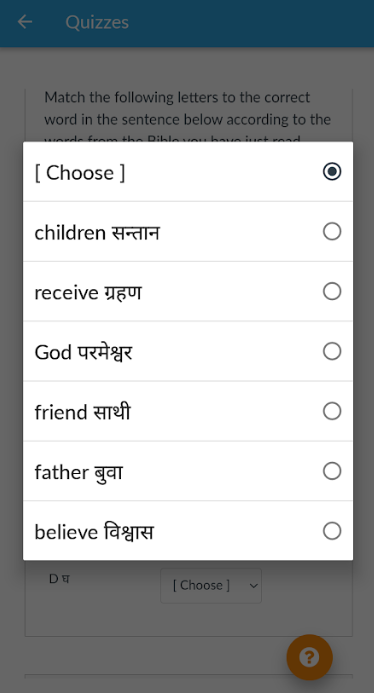 Quizzes
Match the following letters to the correct
word in the sentence below according to the
words from the Bible you have just read
[ Choose ]
children सन्तान
receive ग्रहण
God परमेश्वर
friend साथी
father बुवा
believe विश्वास
D घ
[ Choose ]
?